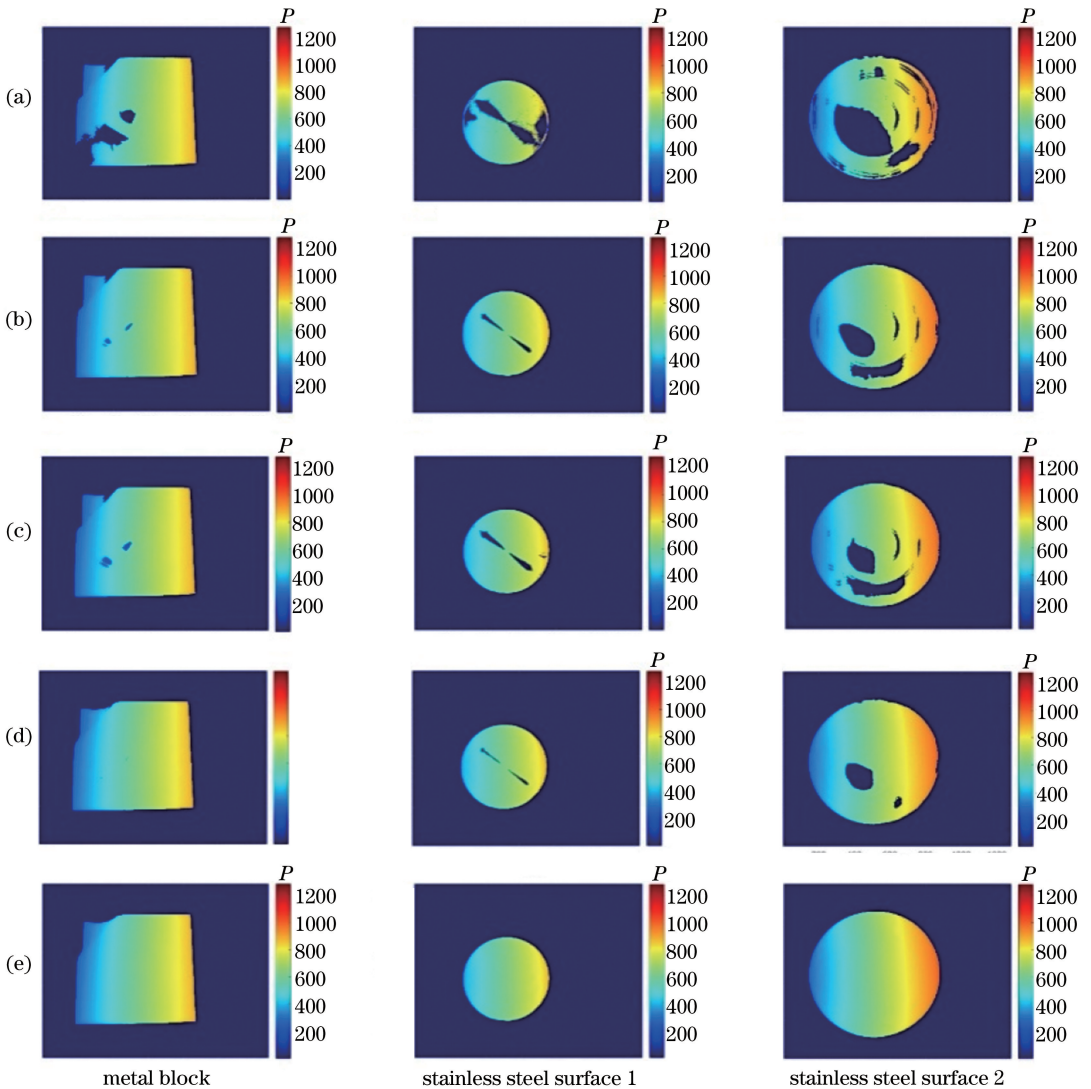 P P P
(a) 1200 1000 800 600 400 200 1200 1000 800 600 400 200 1200 1000 800 600 400 200
P P P
(b) 1200 1000 800 600 400 200 1200 1000 800 600 400 200 1200 1000 800 600 400 200
P P P
(c) 1200 1000 800 600 400 200 1200 1000 800 600 400 200 1200 1000 800 600 400 200
P P
(d) 1200 1000 800 600 400 200 1200 1000 800 600 400 200
P P P
(e) 1200 1000 800 600 400 200 1200 1000 800 600 400 200 1200 1000 800 600 400 200
metal block stainless steel surface 1 stainless steel surface 2